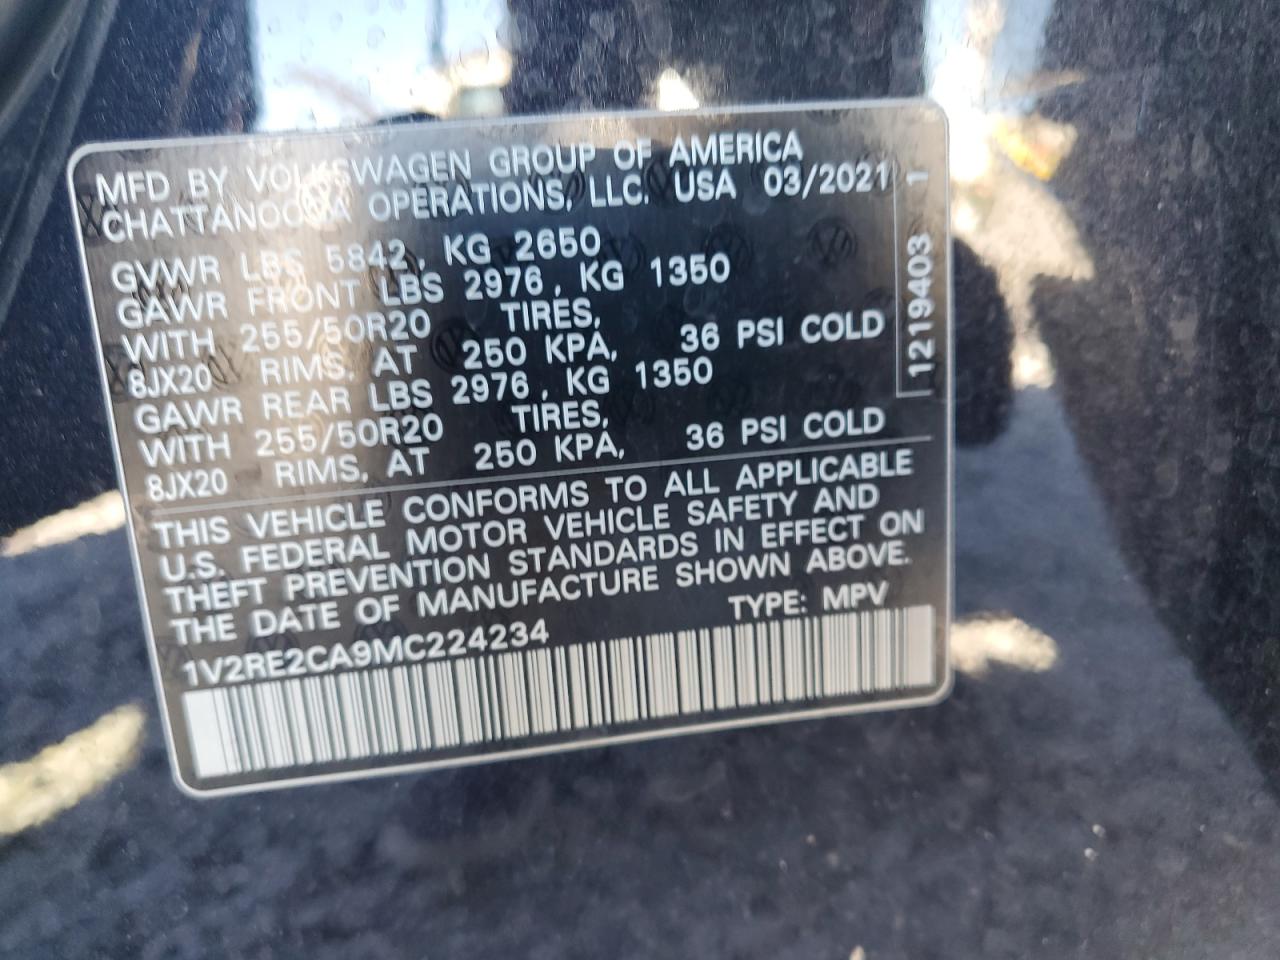 MFD BY VOLKSWAGEN GROUP OF AMERICA
CHATTANOOGA OPERATIONS, LLC. USA 03/2021
GVWR LBS 5842, KG 2650
GAWR FRONT LBS 2976, KG 1350
WITH 255/50R20 TIRES,
8JX20 RIMS, AT 250 KPA, 36 PSI COLD
GAWR REAR LBS 2976, KG 1350
WITH 255/50R20 TIRES,
8JX20 RIMS, AT 250 KPA, 36 PSI COLD
THIS VEHICLE CONFORMS TO ALL APPLICABLE
U.S. FEDERAL MOTOR VEHICLE SAFETY AND
THEFT PREVENTION STANDARDS IN EFFECT ON
THE DATE OF MANUFACTURE SHOWN ABOVE.
TYPE: MPV
1V2RE2CA9MC224234
1219403 1